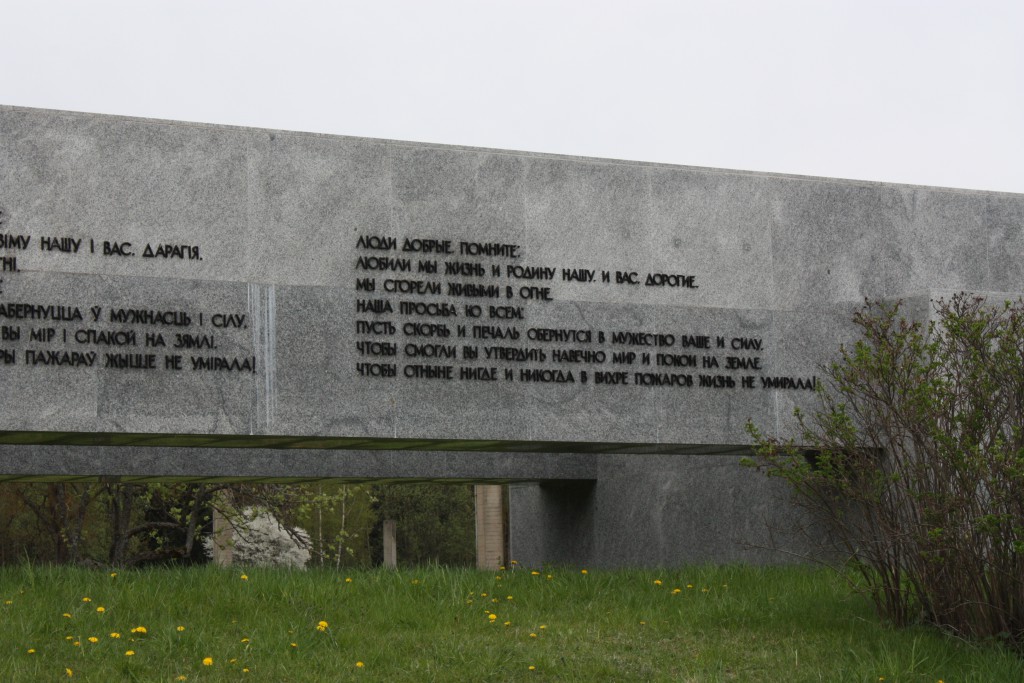 ВІМУ НАШУ І ВАС, ДАРАГІЯ.
ГНІ.
АБЕРНУЦЦА Ў МУЖНАСЦЬ І СІЛУ,
ВЫ МІР І СПАКОЙ НА ЗЯМЛІ.
РЫ ПАЖАРАЎ ЖЫЦЦЕ НЕ УМІРАЛА!
ЛЮДИ ДОБРЫЕ, ПОМНИТЕ:
ЛЮБИЛИ МЫ ЖИЗНЬ И РОДИНУ НАШУ, И ВАС, ДОРОГИЕ.
МЫ СГОРЕЛИ ЖИВЫМИ В ОГНЕ.
НАША ПРОСЬБА КО ВСЕМ:
ПУСТЬ СКОРБЬ И ПЕЧАЛЬ ОБЕРНУТСЯ В МУЖЕСТВО ВАШЕ И СИЛУ,
ЧТОБЫ СМОГЛИ ВЫ УТВЕРДИТЬ НАВЕЧНО МИР И ПОКОЙ НА ЗЕМЛЕ.
ЧТОБЫ ОТНЫНЕ НИГДЕ И НИКОГДА В ВИХРЕ ПОЖАРОВ ЖИЗНЬ НЕ УМИРАЛА!